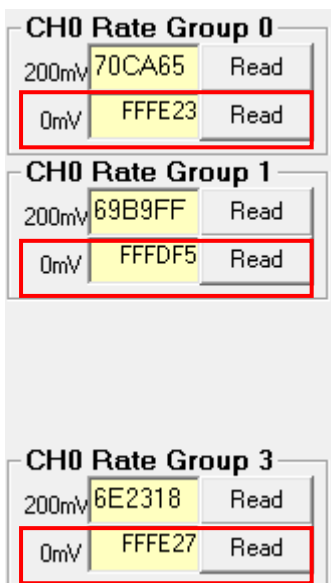 CH0 Rate Group 0
200mV 70CA65 Read
0mV FFFE23 Read
CH0 Rate Group 1
200mV 69B9FF Read
0mV FFFDF5 Read
CH0 Rate Group 3
200mV 6E2318 Read
0mV FFFE27 Read